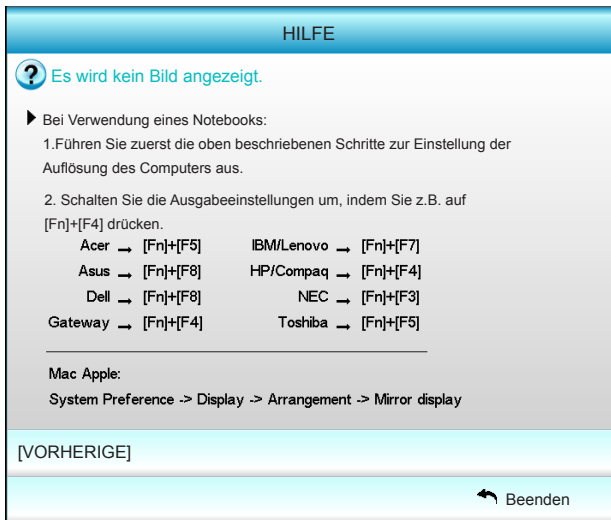 HILFE
Es wird kein Bild angezeigt.
Bei Verwendung eines Notebooks:
1.Führen Sie zuerst die oben beschriebenen Schritte zur Einstellung der
Auflösung des Computers aus.
2. Schalten Sie die Ausgabeeinstellungen um, indem Sie z.B. auf
[Fn]+[F4] drücken.
Acer → [Fn]+[F5] IBM/Lenovo → [Fn]+[F7]
Asus → [Fn]+[F8] HP/Compaq → [Fn]+[F4]
Dell → [Fn]+[F8] NEC → [Fn]+[F3]
Gateway → [Fn]+[F4] Toshiba → [Fn]+[F5]
Mac Apple:
System Preference -> Display -> Arrangement -> Mirror display
[VORHERIGE]
Beenden